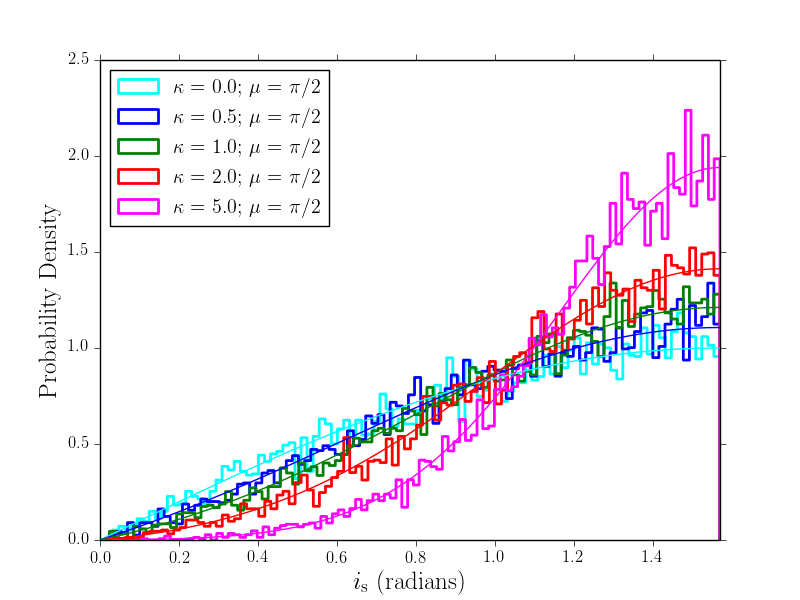 2.5
2.0
1.5
1.0
0.5
0.0
Probability Density
κ = 0.0; μ = π/2
κ = 0.5; μ = π/2
κ = 1.0; μ = π/2
κ = 2.0; μ = π/2
κ = 5.0; μ = π/2
0.0 0.2 0.4 0.6 0.8 1.0 1.2 1.4
i_s (radians)